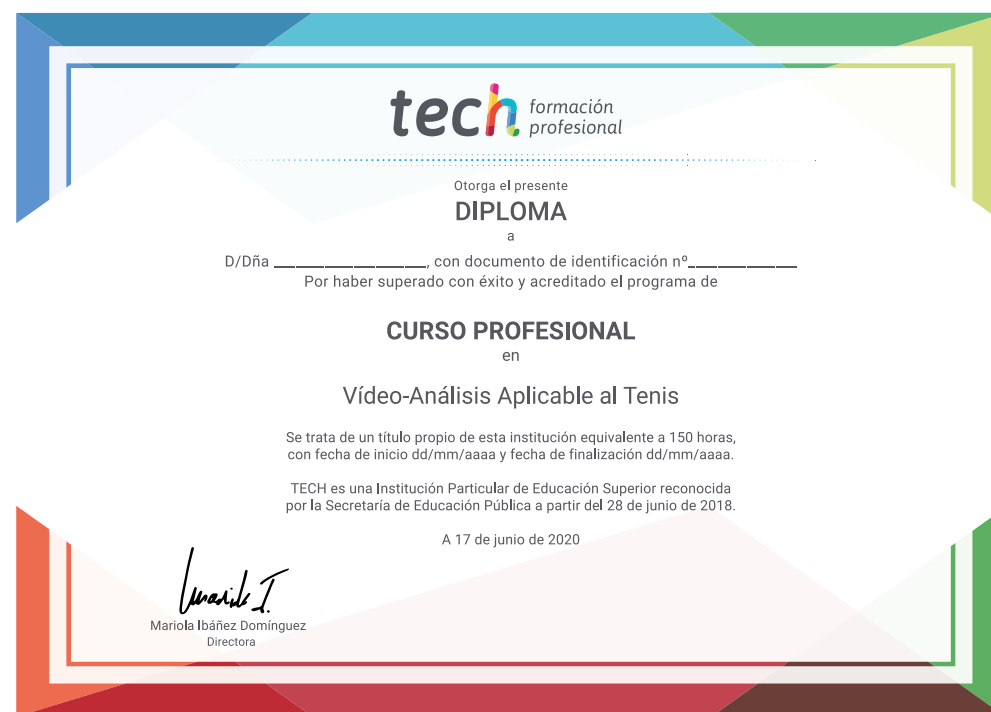 tech formación
profesional
Otorga el presente
DIPLOMA
a
D/Dña ______________, con documento de identificación nº__________
Por haber superado con éxito y acreditado el programa de
CURSO PROFESIONAL
en
Vídeo-Análisis Aplicable al Tenis
Se trata de un título propio de esta institución equivalente a 150 horas,
con fecha de inicio dd/mm/aaaa y fecha de finalización dd/mm/aaaa.
TECH es una Institución Particular de Educación Superior reconocida
por la Secretaría de Educación Pública a partir del 28 de junio de 2018.
A 17 de junio de 2020
Mariola Ibáñez Domínguez
Directora